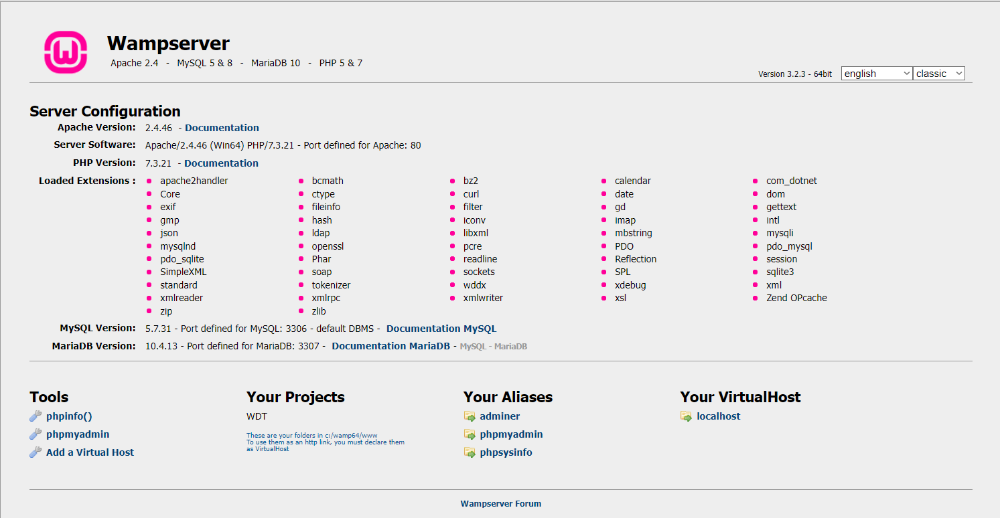 Wampserver
Apache 2.4 - MySQL 5 & 8 - MariaDB 10 - PHP 5 & 7
Version 3.2.3 - 64bit english classic
Server Configuration
Apache Version: 2.4.46 - Documentation
Server Software: Apache/2.4.46 (Win64) PHP/7.3.21 - Port defined for Apache: 80
PHP Version: 7.3.21 - Documentation
Loaded Extensions : apache2handler bcmath bz2 calendar com_dotnet
Core ctype curl date dom
exif fileinfo filter gd gettext
gmp hash iconv imap intl
json ldap libxml mbstring mysqli
mysqlnd openssl pcre PDO pdo_mysql
pdo_sqlite Phar readline Reflection session
SimpleXML soap sockets SPL sqlite3
standard tokenizer wddx xdebug xml
xmlreader xmlrpc xmlwriter xsl Zend OPcache
zip zlib
MySQL Version: 5.7.31 - Port defined for MySQL: 3306 - default DBMS - Documentation MySQL
MariaDB Version: 10.4.13 - Port defined for MariaDB: 3307 - Documentation MariaDB - MySQL - MariaDB
Tools
phpinfo()
phpmyadmin
Add a Virtual Host
Your Projects
WDT
These are your folders in c:/wamp64/www
To use them as an http link, you must declare them
as VirtualHost
Your Aliases
adminer
phpmyadmin
phpsysinfo
Your VirtualHost
localhost
Wampserver Forum